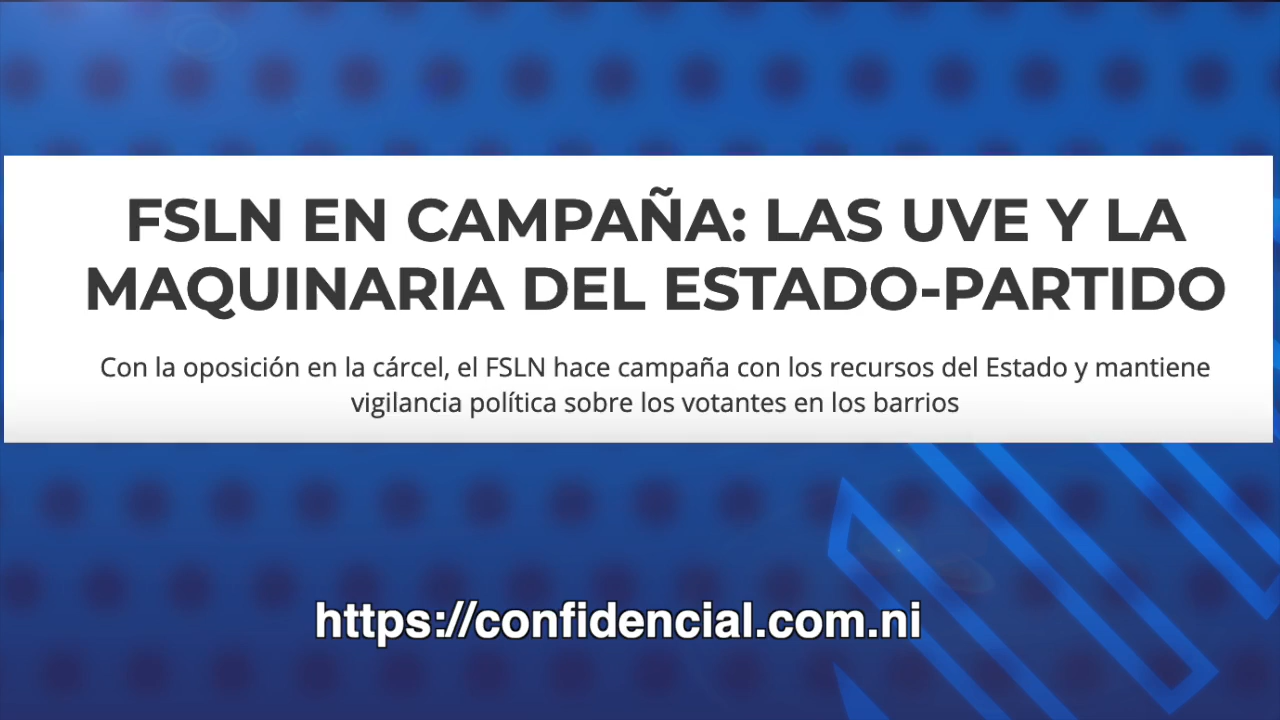 FSLN EN CAMPAÑA: LAS UVE Y LA
MAQUINARIA DEL ESTADO-PARTIDO
Con la oposición en la cárcel, el FSLN hace campaña con los recursos del Estado y mantiene
vigilancia política sobre los votantes en los barrios
https://confidencial.com.ni